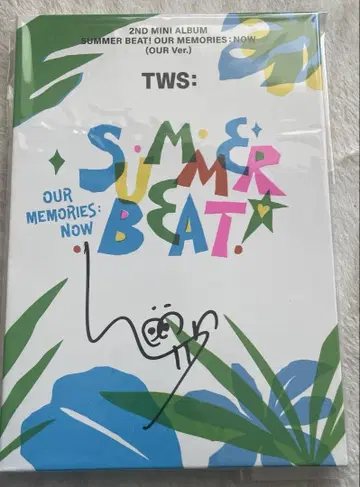 2ND MINI ALBUM
SUMMER BEAT! OUR MEMORIES : NOW
(OUR Ver.)
TWS:
SUMMER
BEAT!
OUR
MEMORIES:
NOW